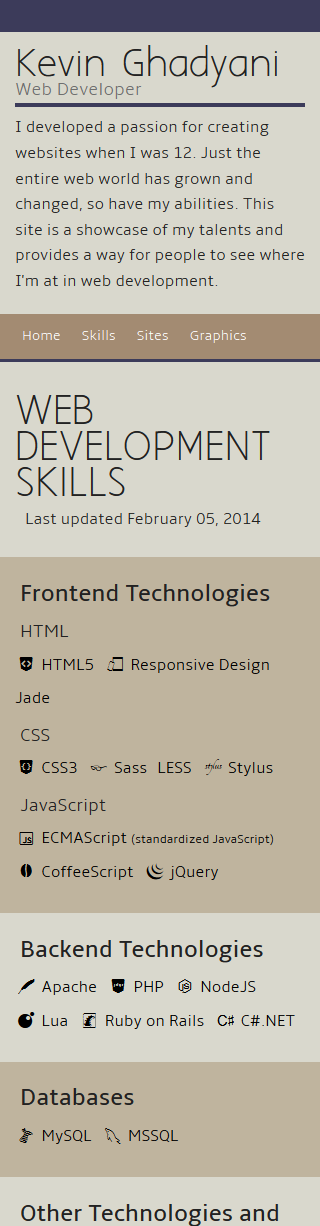 Kevin Ghadyani
Web Developer
I developed a passion for creating
websites when I was 12. Just the
entire web world has grown and
changed, so have my abilities. This
site is a showcase of my talents and
provides a way for people to see where
I'm at in web development.
Home Skills Sites Graphics
WEB
DEVELOPMENT
SKILLS
Last updated February 05, 2014
Frontend Technologies
HTML
HTML5 Responsive Design
Jade
CSS
CSS3 Sass LESS stylus Stylus
JavaScript
JS ECMAScript (standardized JavaScript)
CoffeeScript jQuery
Backend Technologies
Apache PHP NodeJS
Lua Ruby on Rails C# C#.NET
Databases
MySQL MSSQL
Other Technologies and